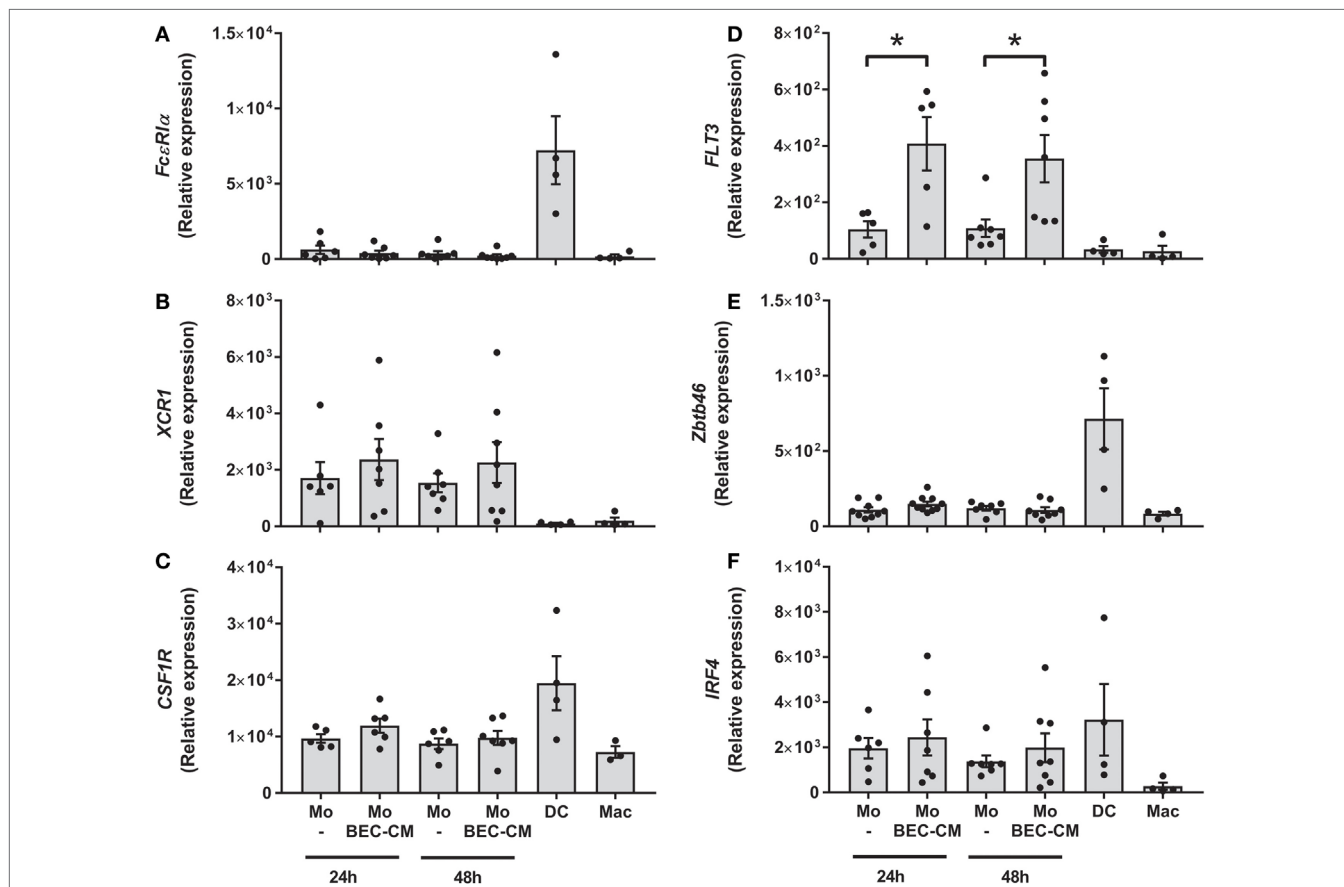 A
FcεRIα
(Relative expression)
1.5×10⁴
1×10⁴
5×10³
0
B
XCR1
(Relative expression)
8×10³
6×10³
4×10³
2×10³
0
C
CSF1R
(Relative expression)
4×10⁴
3×10⁴
2×10⁴
1×10⁴
0
Mo Mo Mo Mo DC Mac
- BEC-CM - BEC-CM
24h 48h
D
FLT3
(Relative expression)
8×10²
6×10²
4×10²
2×10²
0
* *
E
Zbtb46
(Relative expression)
1.5×10³
1×10³
5×10²
0
F
IRF4
(Relative expression)
1×10⁴
8×10³
6×10³
4×10³
2×10³
0
Mo Mo Mo Mo DC Mac
- BEC-CM - BEC-CM
24h 48h